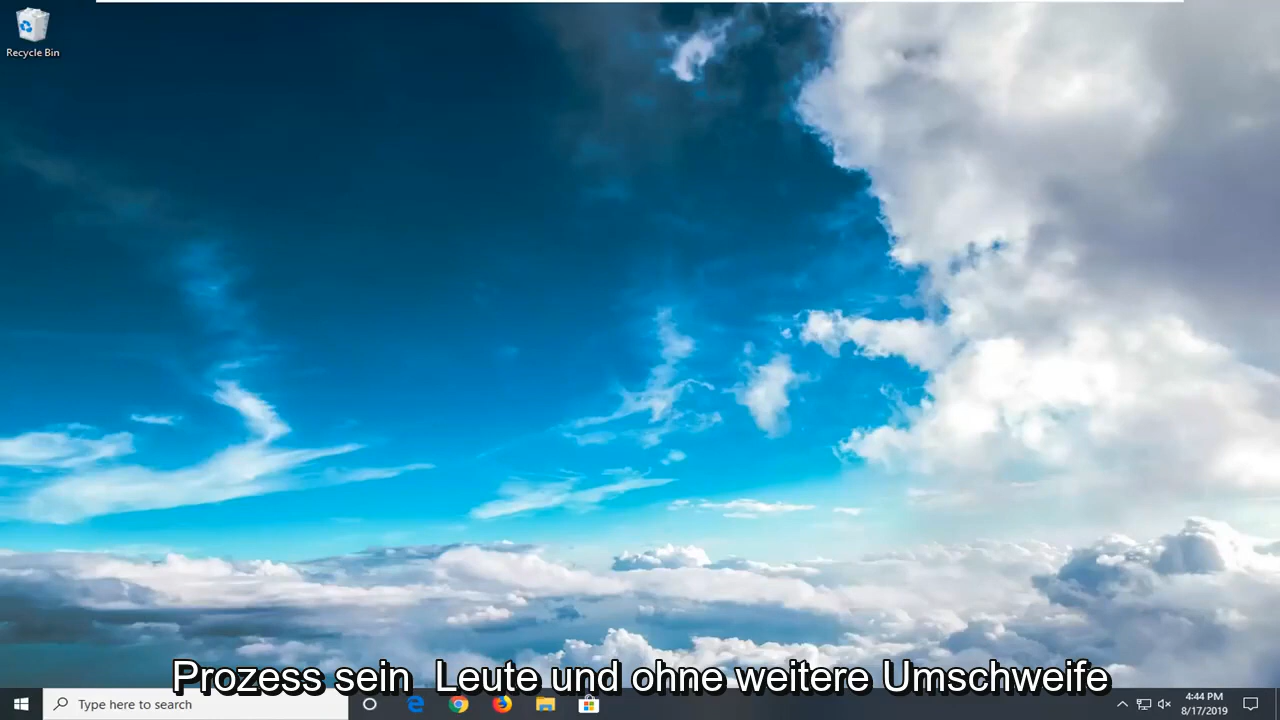 Recycle Bin
Prozess sein  Leute und ohne weitere Umschweife
Type here to search
4:44 PM
8/17/2019